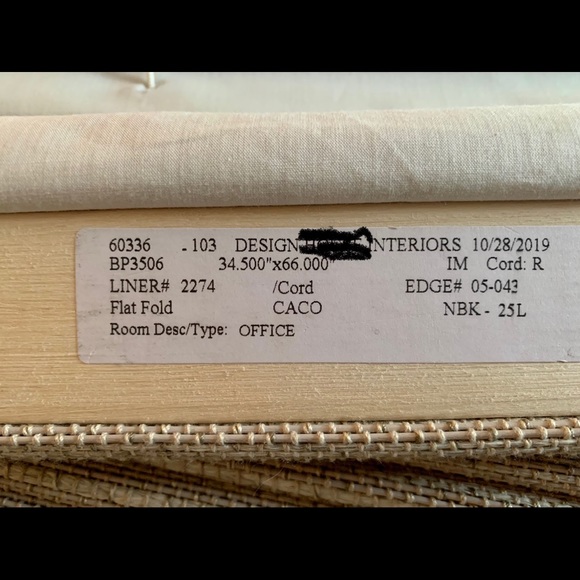 60336 - 103 DESIGN INTERIORS 10/28/2019
BP3506 34.500"x66.000" IM Cord: R
LINER# 2274 /Cord EDGE# 05-043
Flat Fold CACO NBK - 25L
Room Desc/Type: OFFICE